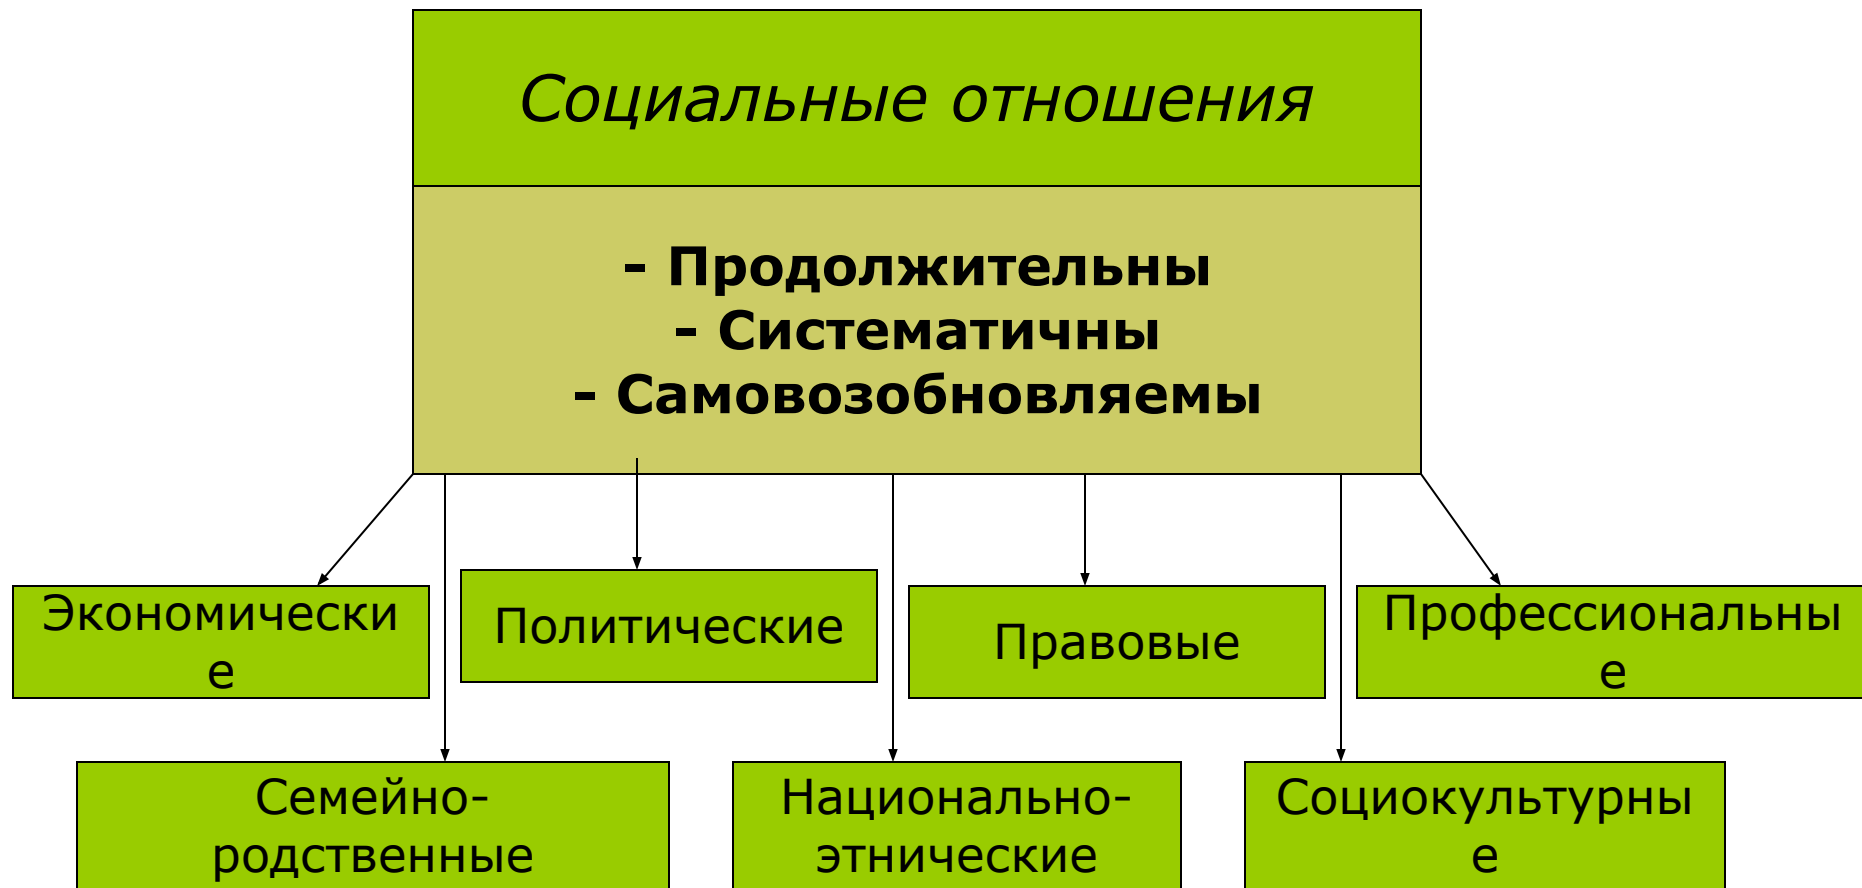 Социальные отношения
- Продолжительны
- Систематичны
- Самовозобновляемы
Экономически
е
Политические
Правовые
Профессиональны
е
Семейно-
родственные
Национально-
этнические
Социокультурны
е